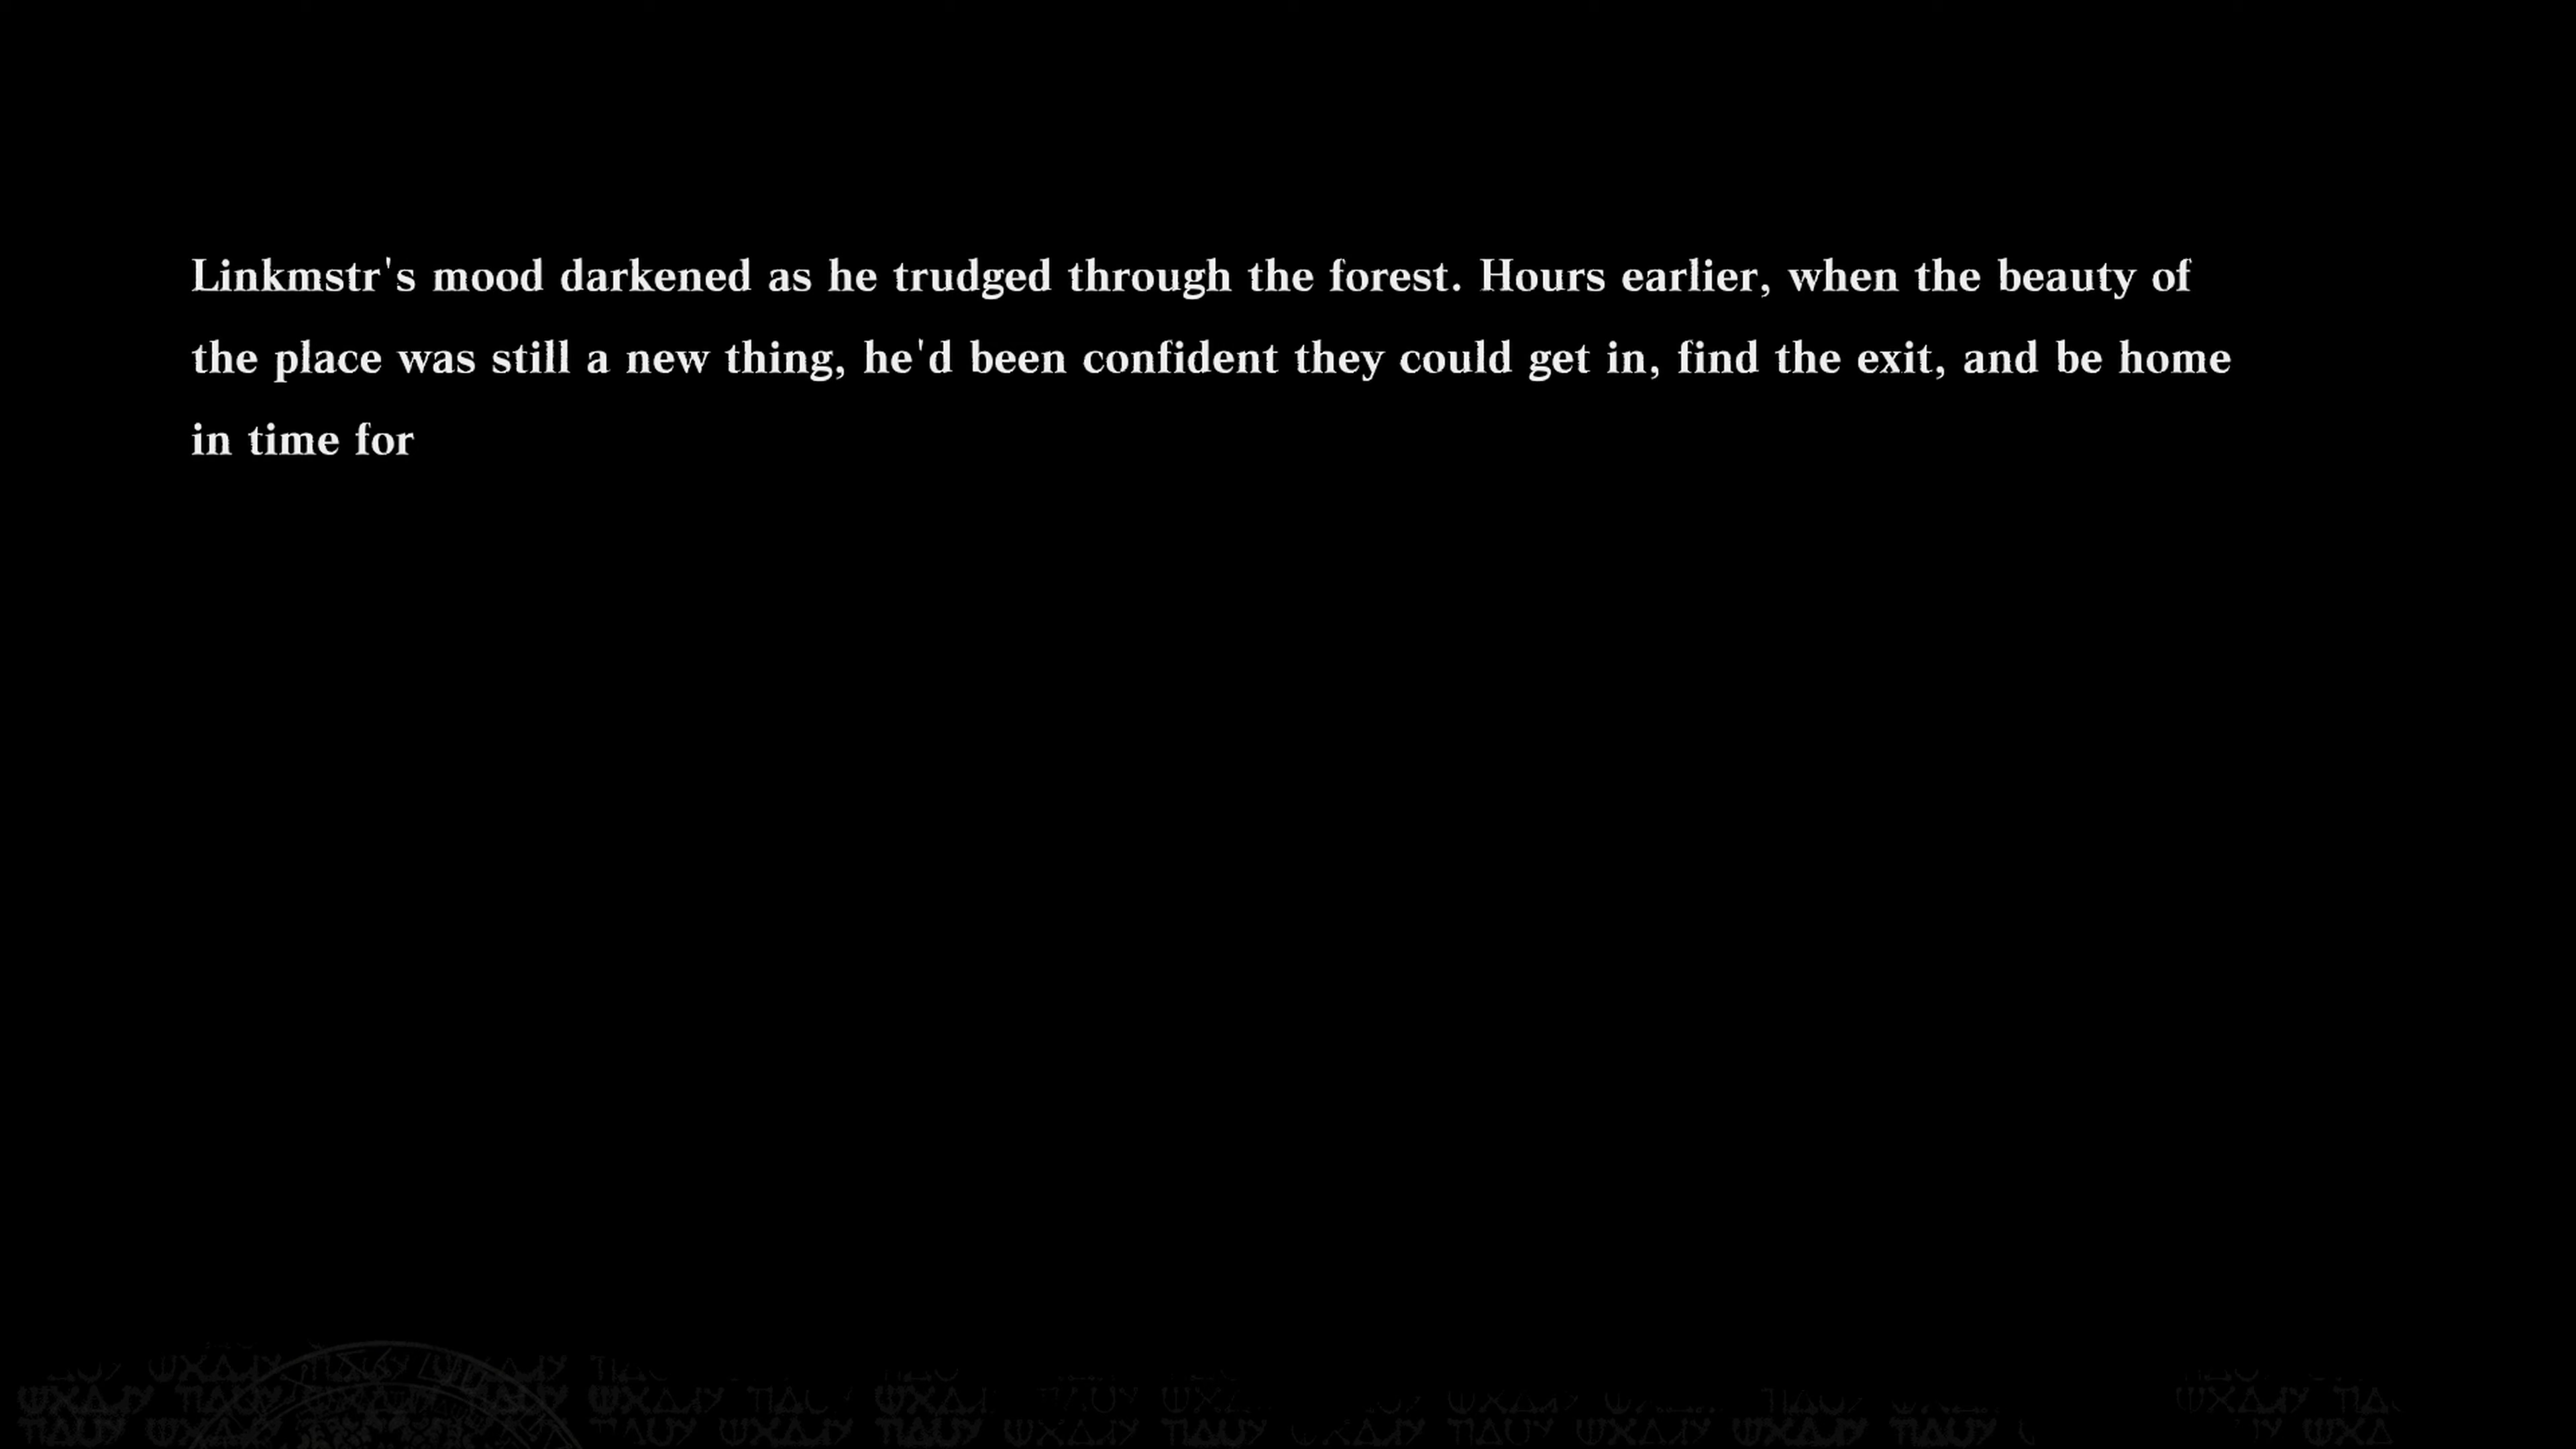 Linkmstr's mood darkened as he trudged through the forest. Hours earlier, when the beauty of
the place was still a new thing, he'd been confident they could get in, find the exit, and be home
in time for